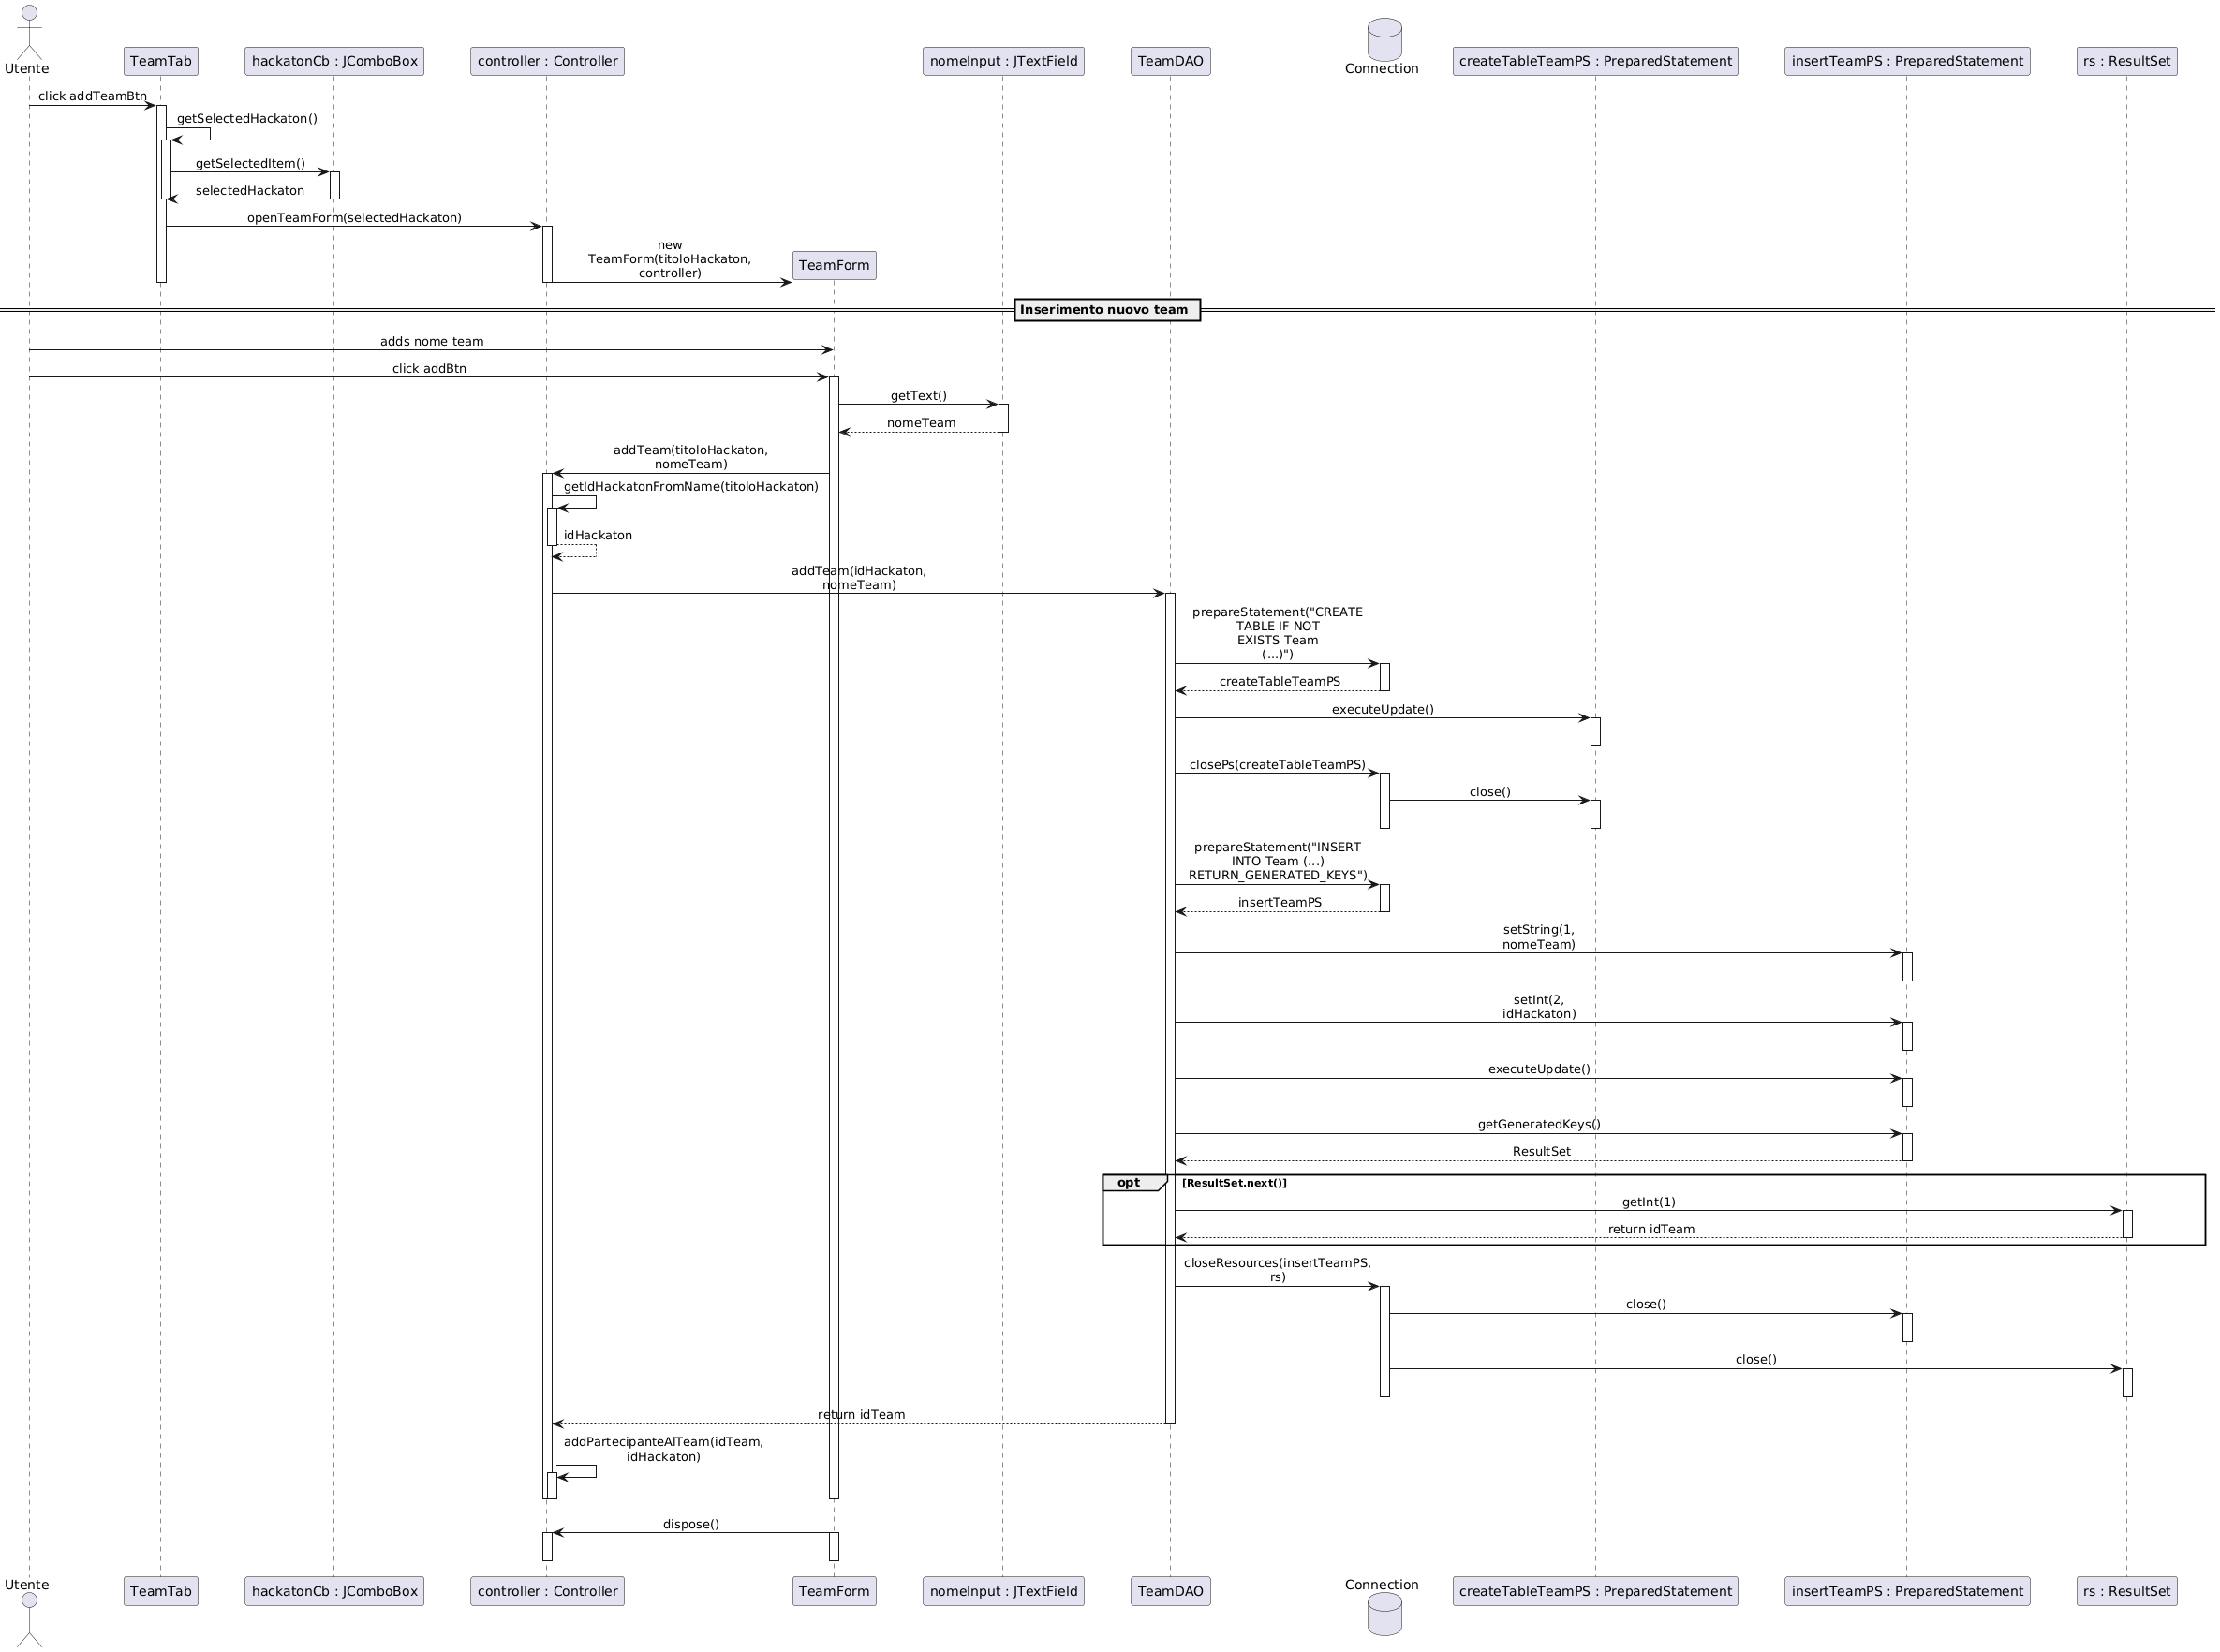 Utente
TeamTab
hackatonCb : JComboBox
controller : Controller
nomeInput : JTextField
TeamDAO
Connection
createTableTeamPS : PreparedStatement
insertTeamPS : PreparedStatement
rs : ResultSet
click addTeamBtn
getSelectedHackaton()
getSelectedItem()
selectedHackaton
openTeamForm(selectedHackaton)
new
TeamForm(titoloHackaton,
controller)
TeamForm
Inserimento nuovo team
adds nome team
click addBtn
getText()
nomeTeam
addTeam(titoloHackaton,
nomeTeam)
getIdHackatonFromName(titoloHackaton)
idHackaton
addTeam(idHackaton,
nomeTeam)
prepareStatement("CREATE
TABLE IF NOT
EXISTS Team
(...)")
createTableTeamPS
executeUpdate()
closePs(createTableTeamPS)
close()
prepareStatement("INSERT
INTO Team (...)
RETURN_GENERATED_KEYS")
insertTeamPS
setString(1,
nomeTeam)
setInt(2,
idHackaton)
executeUpdate()
getGeneratedKeys()
ResultSet
opt
[ResultSet.next()]
getInt(1)
return idTeam
closeResources(insertTeamPS,
rs)
close()
close()
return idTeam
addPartecipanteAlTeam(idTeam,
idHackaton)
dispose()
Utente
TeamTab
hackatonCb : JComboBox
controller : Controller
TeamForm
nomeInput : JTextField
TeamDAO
Connection
createTableTeamPS : PreparedStatement
insertTeamPS : PreparedStatement
rs : ResultSet